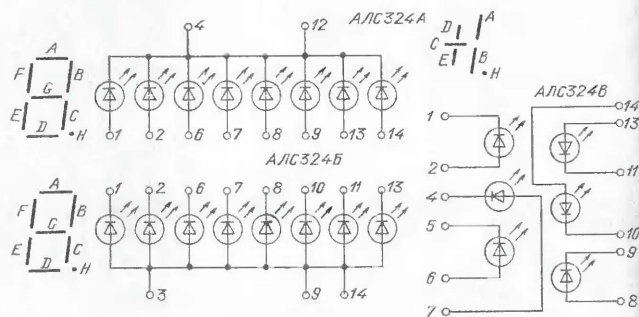 4 12 АЛС324А
A
F B
G
E C
D
H
1 2 6 7 8 9 13 14
АЛС324Б
A
F B
G
E C
D
H
1 2 6 7 8 10 11 13
3 9 14
D A
C
E B
H
АЛС324В
1
2
4
5
6
7
14
13
11
10
9
8